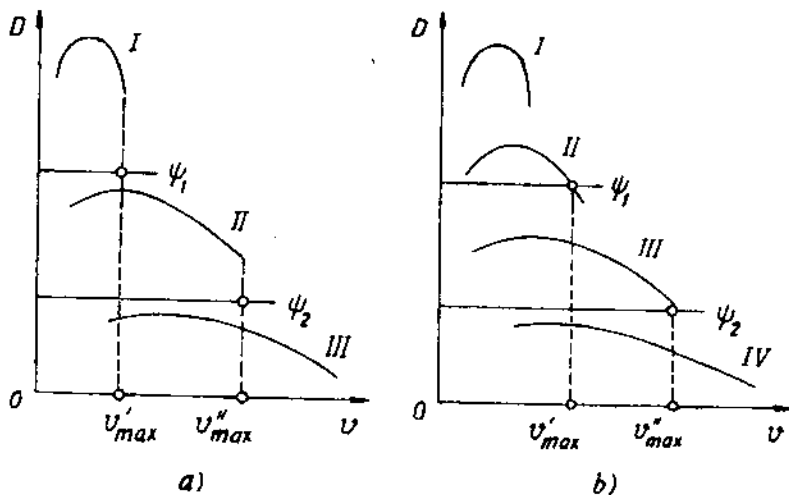 D
I
ψ₁
II
ψ₂
III
0
v'max
v''max
v
a)
D
I
II
ψ₁
III
ψ₂
IV
0
v'max
v''max
v
b)